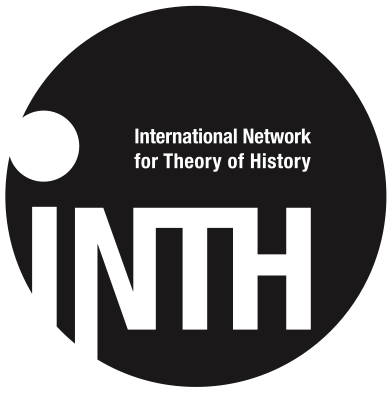 International Network
for Theory of History
iNTH